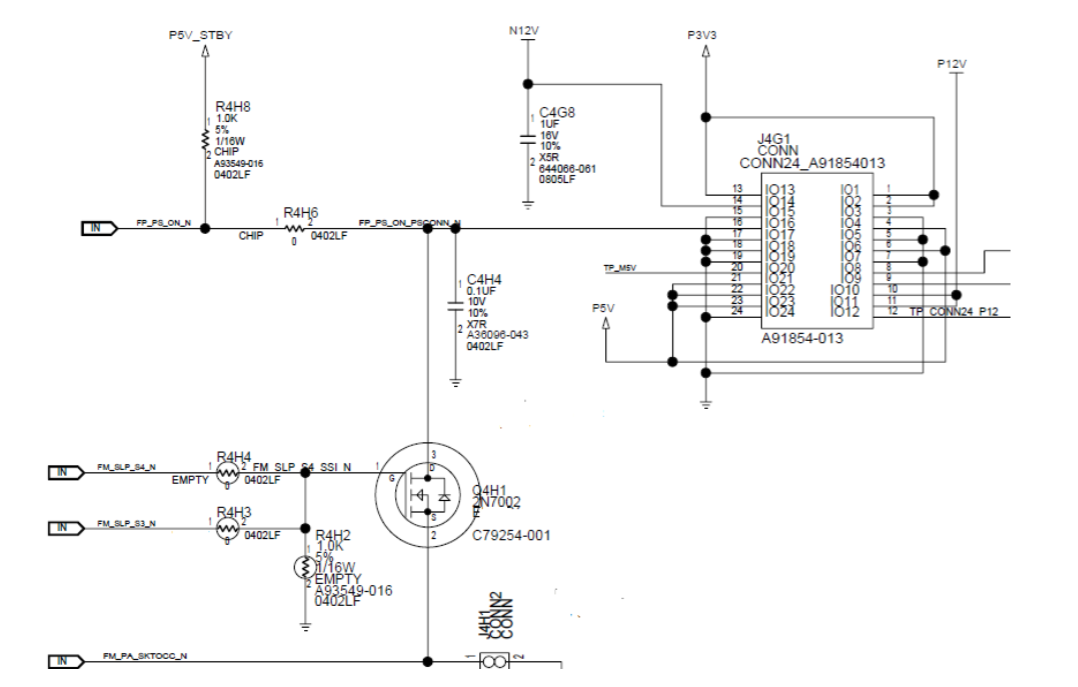 P5V_STBY
N12V
P3V3
P12V
R4H8
1
1.0K
5%
1/16W
2
CHIP
A93549-016
0402LF
1
C4G8
1UF
16V
10%
2
X5R
644066-061
0805LF
J4G1
CONN
CONN24_A91854013
13 IO13 IO1 1
14 IO14 IO2 2
15 IO15 IO3 3
16 IO16 IO4 4
17 IO17 IO5 5
18 IO18 IO6 6
19 IO19 IO7 7
20 IO20 IO8 8
21 IO21 IO9 9
22 IO22 IO10 10
23 IO23 IO11 11
24 IO24 IO12 12
TP_M5V
TP_CONN24_P12
A91854-013
P5V
IN
FP_PS_ON_N
1
R4H6
2
CHIP
0
0402LF
FP_PS_ON_PSCONN_N
1
C4H4
0.1UF
10V
10%
2
X7R
A36096-043
0402LF
IN
FM_SLP_S4_N
EMPTY
1
R4H4
2
0
0402LF
FM_SLP_S4_SSI_N
1
G
3
D
S
2
Q4H1
2N7002
C79254-001
IN
FM_SLP_S3_N
1
R4H3
2
0
0402LF
R4H2
1
1.0K
5%
1/16W
2
EMPTY
A93549-016
0402LF
IN
FM_PA_SKTOCC_N
J4H1
CONN2
CONN
1
2